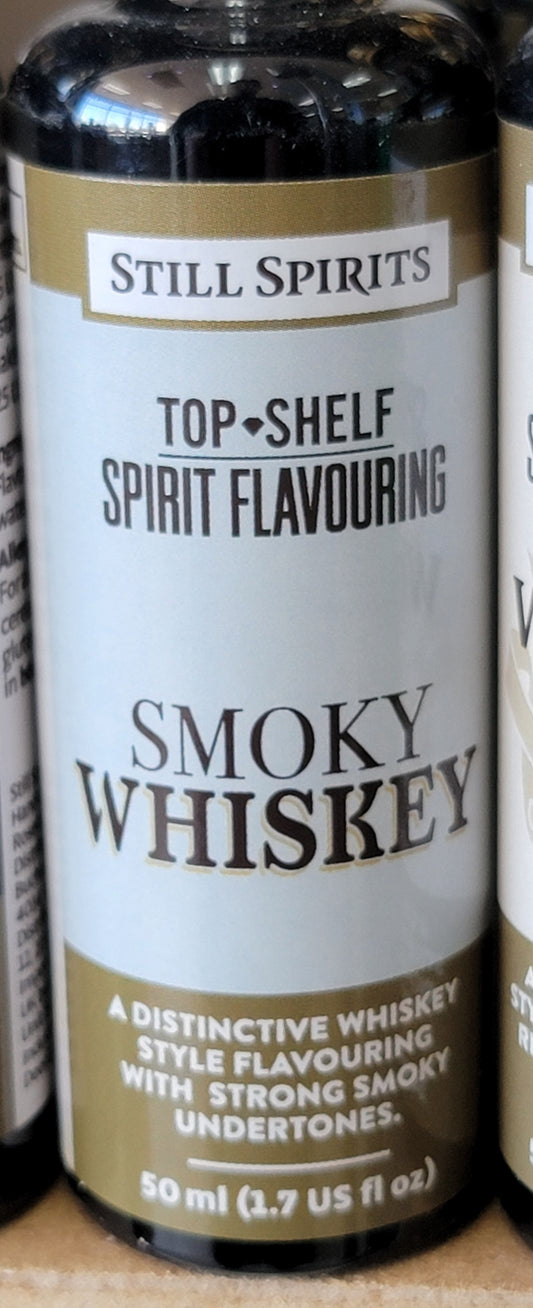 STILL SPIRITS
TOP◆SHELF
SPIRIT FLAVOURING
SMOKY
WHISKEY
A DISTINCTIVE WHISKEY
STYLE FLAVOURING
WITH STRONG SMOKY
UNDERTONES.
50 ml (1.7 US fl oz)